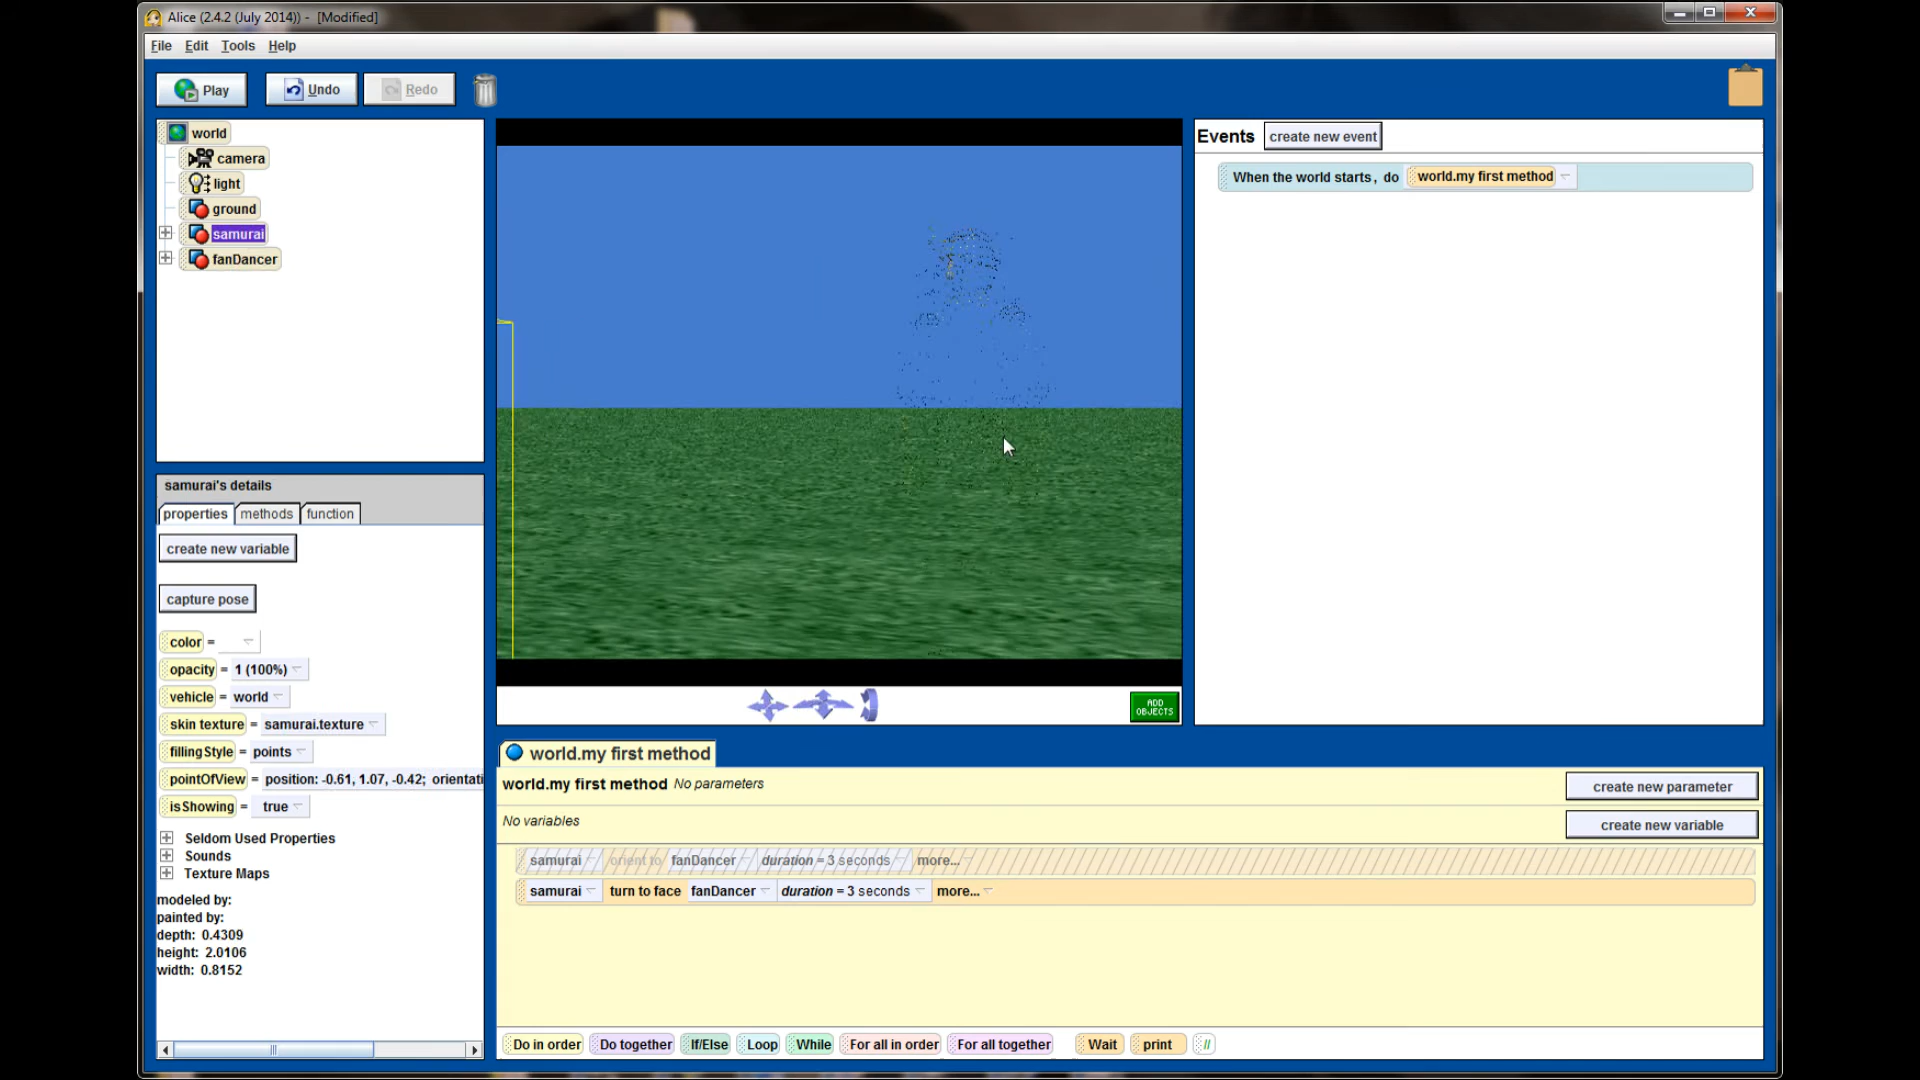 Alice (2.4.2 (July 2014)) - [Modified]
File Edit Tools Help
Play Undo Redo
world
camera
light
ground
samurai
fanDancer
Events create new event
When the world starts, do world.my first method
samurai's details
properties methods function
create new variable
capture pose
color =
opacity = 1 (100%)
vehicle = world
skin texture = samurai.texture
fillingStyle = points
pointOfView = position: -0.61, 1.07, -0.42; orientati
isShowing = true
Seldom Used Properties
Sounds
Texture Maps
modeled by:
painted by:
depth: 0.4309
height: 2.0106
width: 0.8152
ADD
OBJECTS
world.my first method
world.my first method No parameters
create new parameter
No variables
create new variable
samurai orient to fanDancer duration = 3 seconds more...
samurai turn to face fanDancer duration = 3 seconds more...
Do in order Do together If/Else Loop While For all in order For all together Wait print //